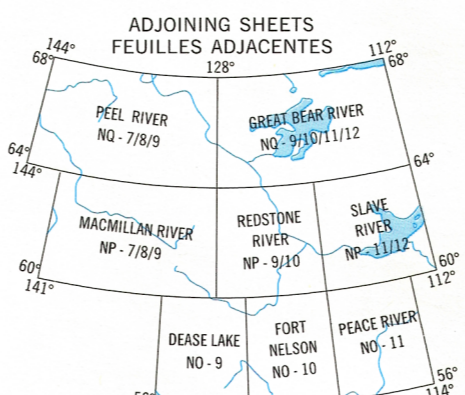 ADJOINING SHEETS
FEUILLES ADJACENTES
144°
128°
112°
68°
68°
PEEL RIVER
NQ - 7/8/9
GREAT BEAR RIVER
NQ - 9/10/11/12
64°
144°
64°
MACMILLAN RIVER
NP - 7/8/9
REDSTONE
RIVER
NP - 9/10
SLAVE
RIVER
NP - 11/12
60°
141°
60°
112°
DEASE LAKE
NO - 9
FORT
NELSON
NO - 10
PEACE RIVER
NO - 11
56°
114°